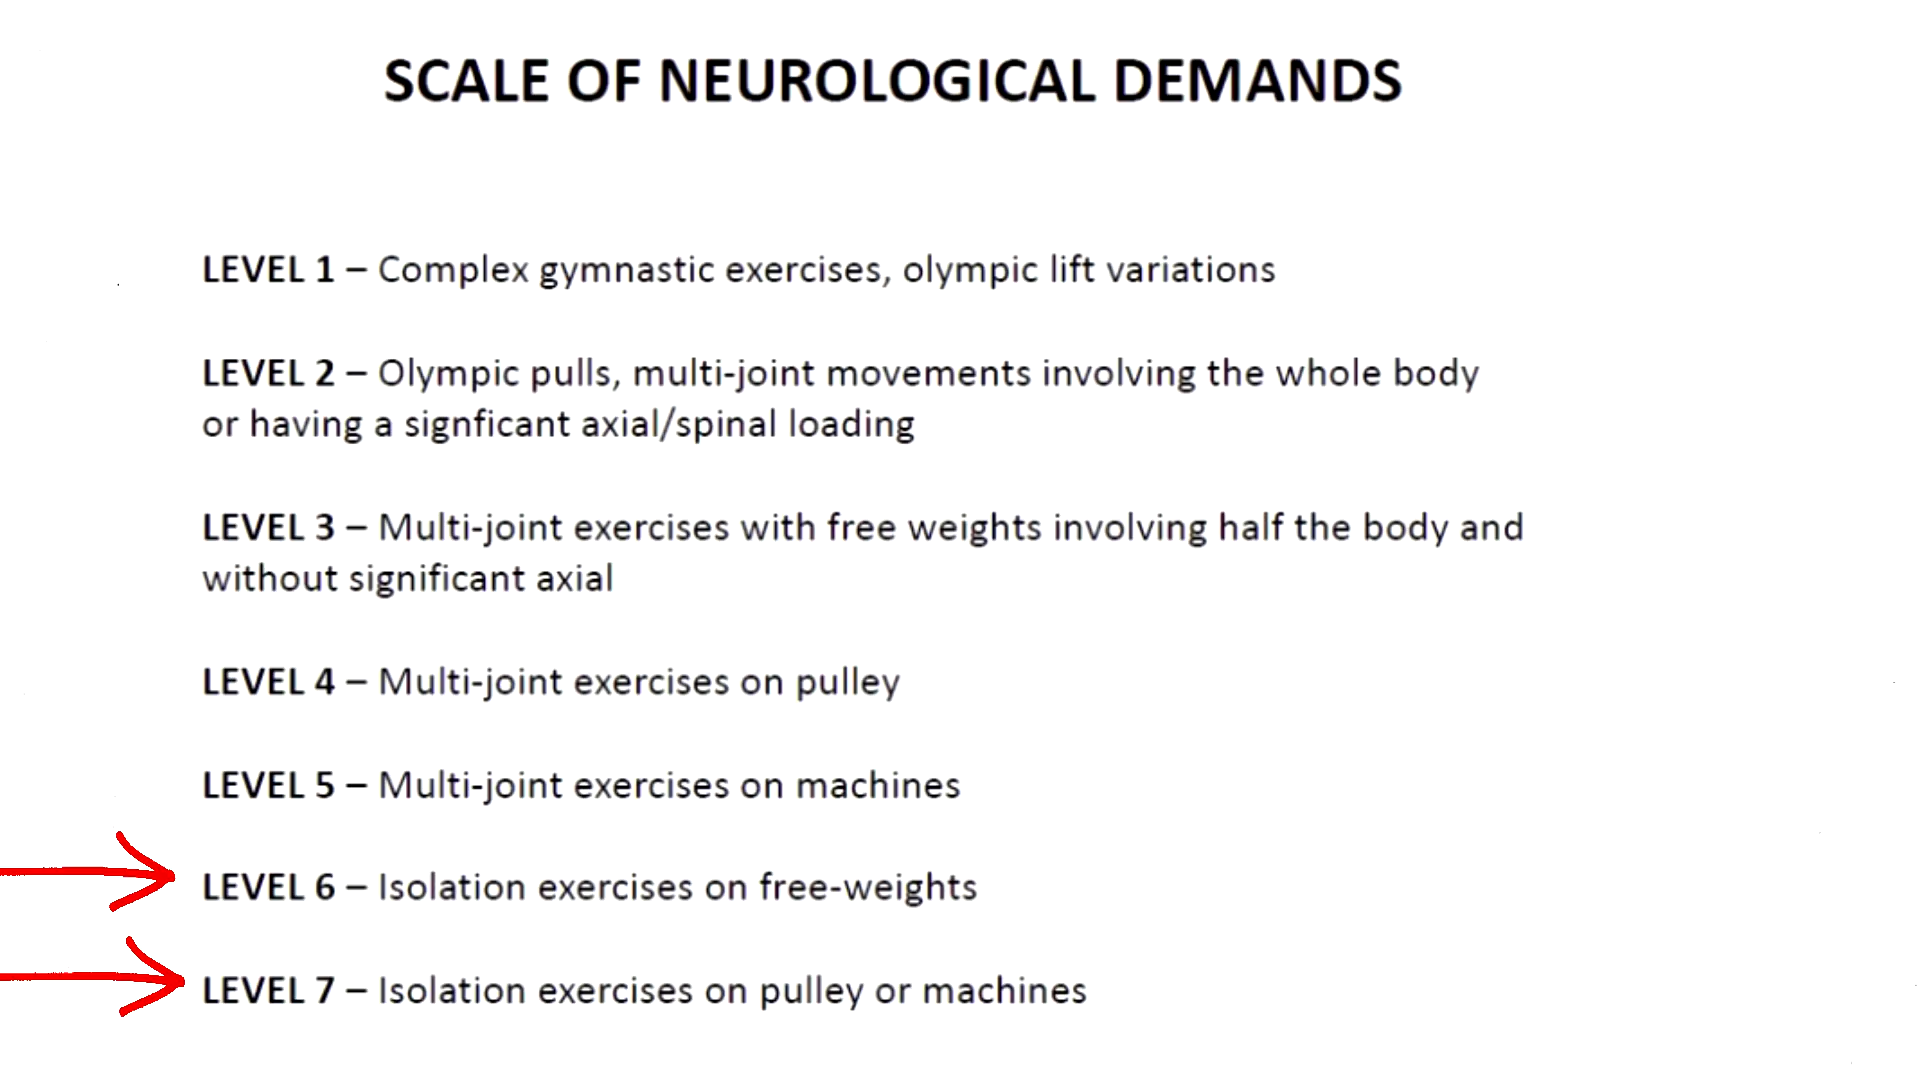 SCALE OF NEUROLOGICAL DEMANDS
LEVEL 1 – Complex gymnastic exercises, olympic lift variations
LEVEL 2 – Olympic pulls, multi-joint movements involving the whole body
or having a signficant axial/spinal loading
LEVEL 3 – Multi-joint exercises with free weights involving half the body and
without significant axial
LEVEL 4 – Multi-joint exercises on pulley
LEVEL 5 – Multi-joint exercises on machines
LEVEL 6 – Isolation exercises on free-weights
LEVEL 7 – Isolation exercises on pulley or machines